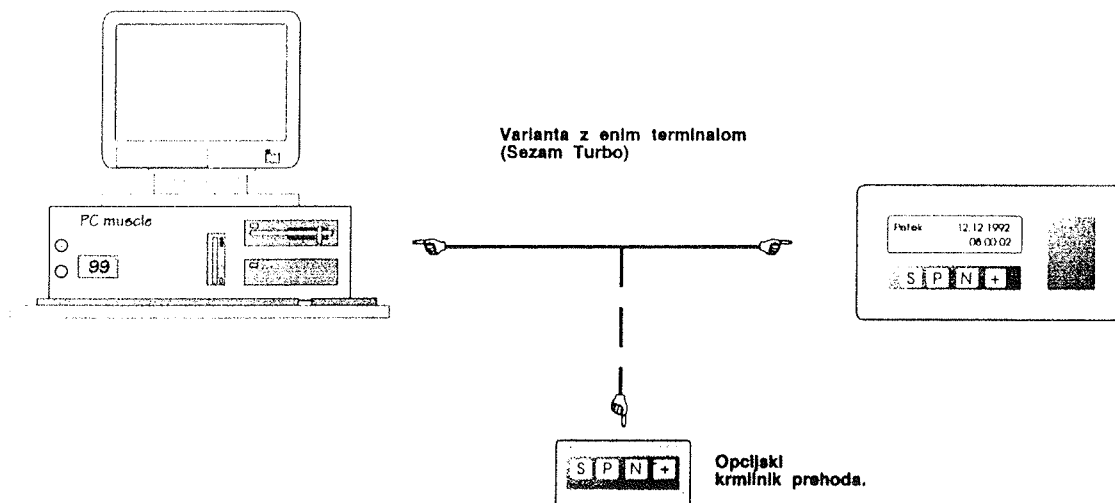 Varianta z enim terminalom
(Sezam Turbo)
PC muscle
99
Petek 12.12.1992
08:00:02
S P N +
S P N +
Opcijski
krmilnik prehoda.